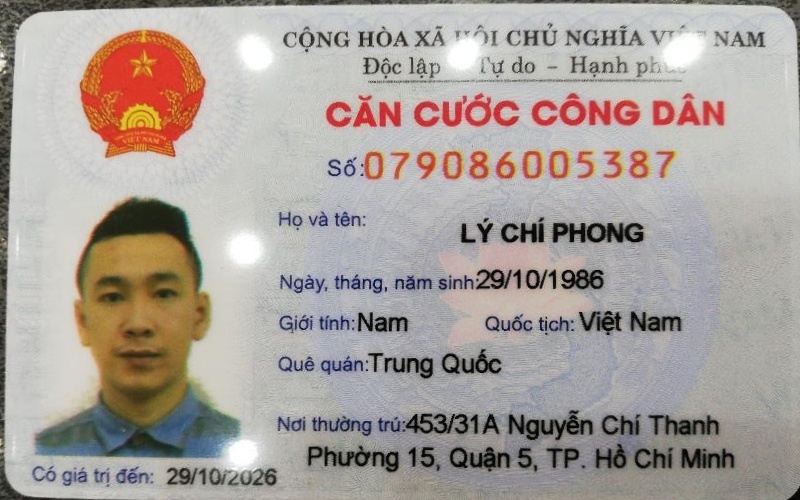 CỘNG HÒA XÃ HỘI CHỦ NGHĨA VIỆT NAM
Độc lập - Tự do - Hạnh phúc
CĂN CƯỚC CÔNG DÂN
Số: 079086005387
Họ và tên:
LÝ CHÍ PHONG
Ngày, tháng, năm sinh: 29/10/1986
Giới tính: Nam Quốc tịch: Việt Nam
Quê quán: Trung Quốc
Nơi thường trú: 453/31A Nguyễn Chí Thanh
Phường 15, Quận 5, TP. Hồ Chí Minh
Có giá trị đến: 29/10/2026